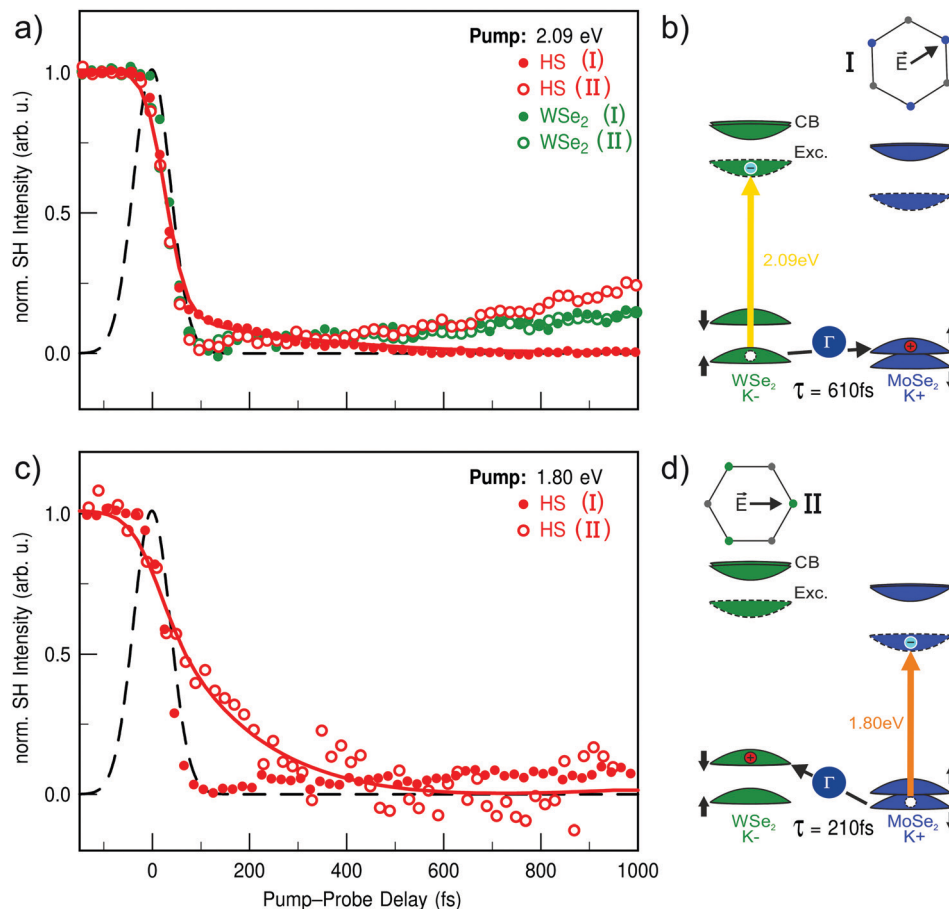 a)
norm. SH Intensity (arb. u.)
1.0
0.5
0.0
Pump: 2.09 eV
HS (I)
HS (II)
WSe₂ (I)
WSe₂ (II)
b)
I
E
CB
Exc.
−
2.09eV
Γ
+
WSe₂
K-
τ = 610fs
MoSe₂
K+
c)
norm. SH Intensity (arb. u.)
1.0
0.5
0.0
Pump: 1.80 eV
HS (I)
HS (II)
0 200 400 600 800 1000
Pump–Probe Delay (fs)
d)
E
II
CB
Exc.
−
1.80eV
+
Γ
WSe₂
K-
τ = 210fs
MoSe₂
K+